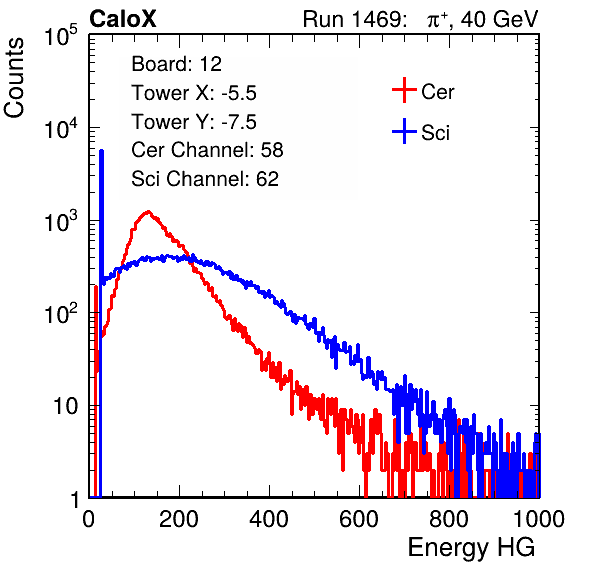 CaloX Run 1469: π⁺, 40 GeV
Counts
10⁵
10⁴
10³
10²
10
1
Board: 12
Tower X: -5.5
Tower Y: -7.5
Cer Channel: 58
Sci Channel: 62
Cer
Sci
0 200 400 600 800 1000
Energy HG